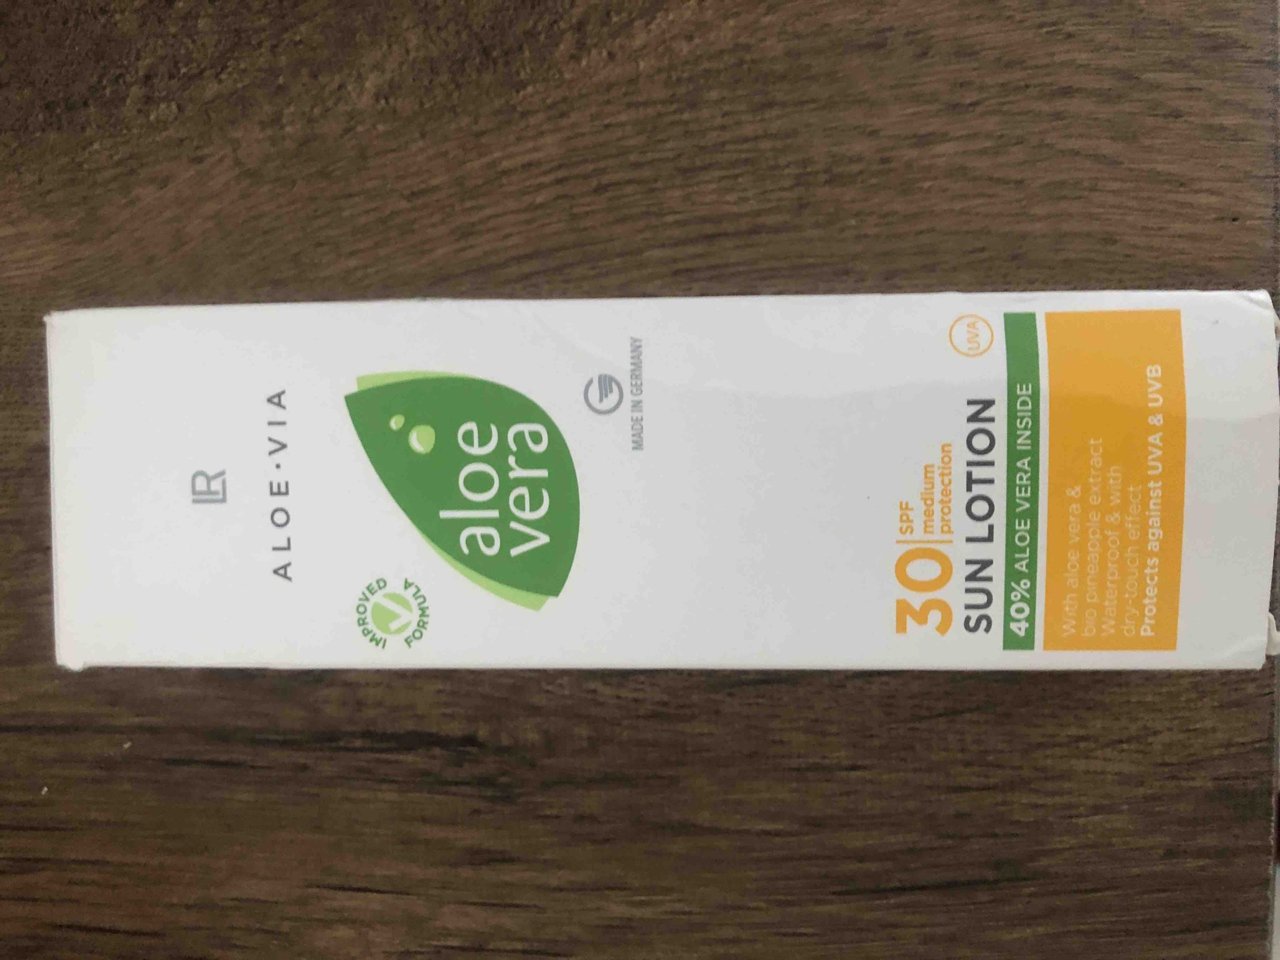 LR
ALOE·VIA
IMPROVED
FORMULA
aloe
vera
MADE IN GERMANY
30 SPF
medium
protection
SUN LOTION
UVA
40% ALOE VERA INSIDE
With aloe vera &
bio pineapple extract
Waterproof & with
dry-touch effect
Protects against UVA & UVB